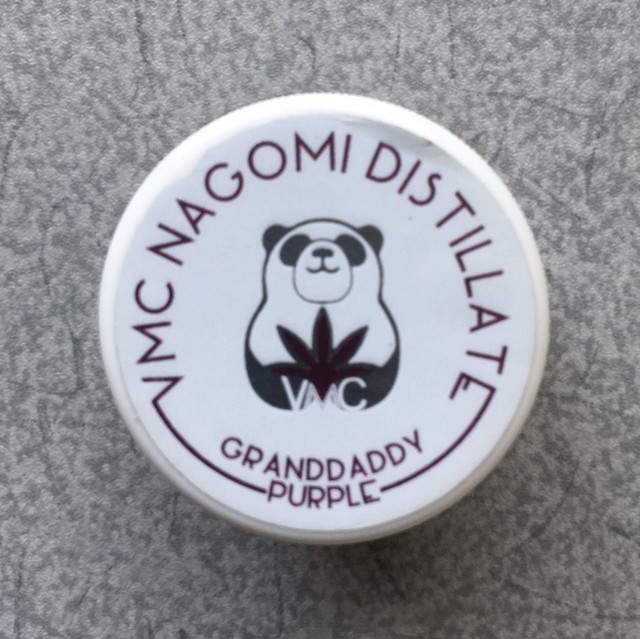 VMC NAGOMI DISTILLATE
VMC
GRANDDADDY
PURPLE